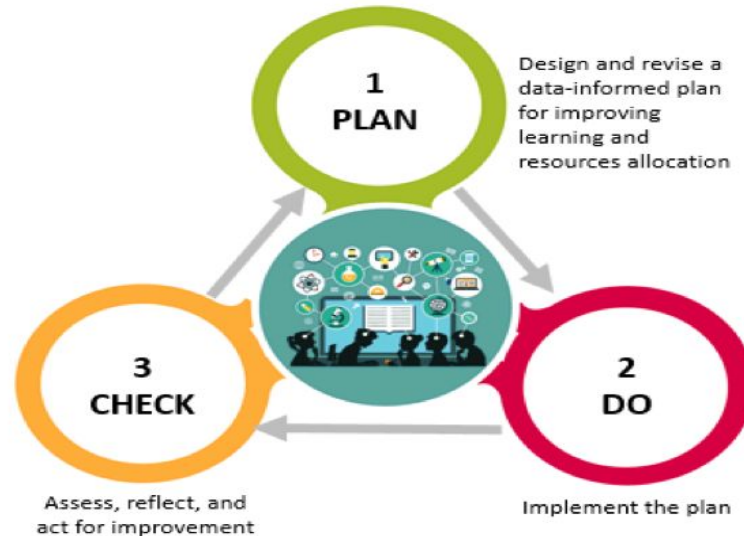 1
PLAN
Design and revise a
data-informed plan
for improving
learning and
resources allocation
2
DO
Implement the plan
3
CHECK
Assess, reflect, and
act for improvement